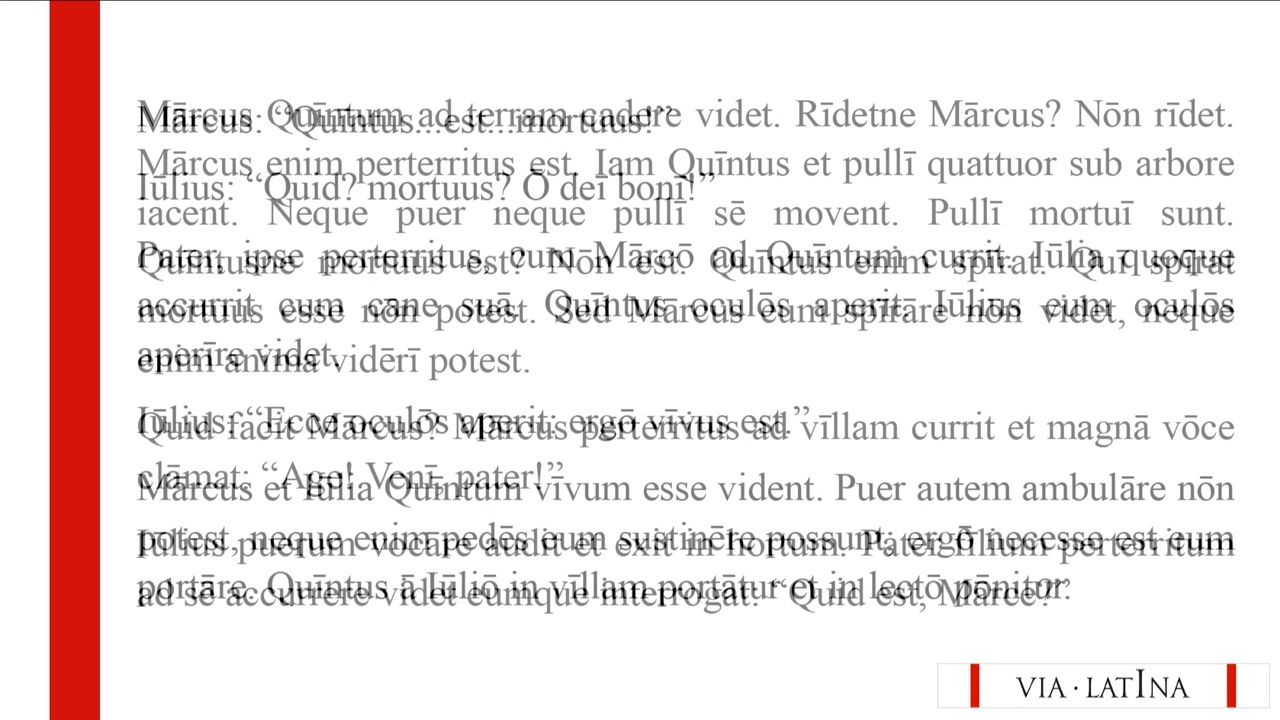 Mārcus Quīntum ad terram cadere videt. Rīdetne Mārcus? Nōn rīdet.
Mārcus enim perterritus est. Iam Quīntus et pullī quattuor sub arbore
iacent. Neque puer neque pullī sē movent. Pullī mortuī sunt.
Quīntusne mortuus est? Nōn est. Quīntus enim spīrat. Quī spīrat
mortuus esse nōn potest. Sed Mārcus eum spīrāre nōn videt, neque
enim anima vidērī potest.
Quid facit Mārcus? Mārcus perterritus ad vīllam currit et magnā vōce
clāmat: “Age! Venī, pater!”
Iūlius puerum vocāre audit et exit in hortum. Pater fīlium perterritum
ad sē accurrere videt eumque interrogat: “Quid est, Mārce?”
Mārcus: “Quīntus...est...mortuus!”
Iūlius: “Quid? mortuus? Ō deī bonī!”
Pater, ipse perterritus, cum Mārcō ad Quīntum currit. Iūlia quoque
accurrit cum cane suā. Quīntus oculōs aperit. Iūlius eum oculōs
aperīre videt.
Iūlius: “Ecce oculōs aperit: ergō vīvus est.”
Mārcus et Iūlia Quīntum vīvum esse vident. Puer autem ambulāre nōn
potest, neque enim pedēs eum sustinēre possunt; ergō necesse est eum
portāre. Quīntus ā Iūliō in vīllam portātur et in lectō pōnitur.
VIA · LATINA